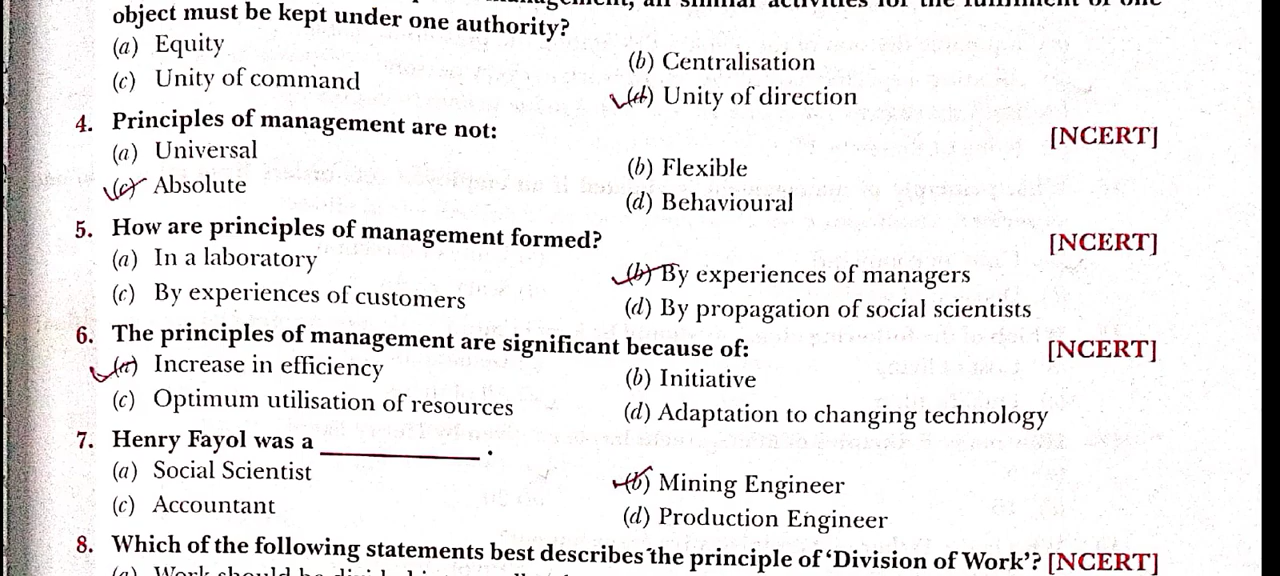 object must be kept under one authority?
(a) Equity
(b) Centralisation
(c) Unity of command
(d) Unity of direction
4. Principles of management are not: [NCERT]
(a) Universal
(b) Flexible
(c) Absolute
(d) Behavioural
5. How are principles of management formed? [NCERT]
(a) In a laboratory
(b) By experiences of managers
(c) By experiences of customers
(d) By propagation of social scientists
6. The principles of management are significant because of: [NCERT]
(a) Increase in efficiency
(b) Initiative
(c) Optimum utilisation of resources
(d) Adaptation to changing technology
7. Henry Fayol was a ____________ .
(a) Social Scientist
(b) Mining Engineer
(c) Accountant
(d) Production Engineer
8. Which of the following statements best describes the principle of ‘Division of Work’? [NCERT]